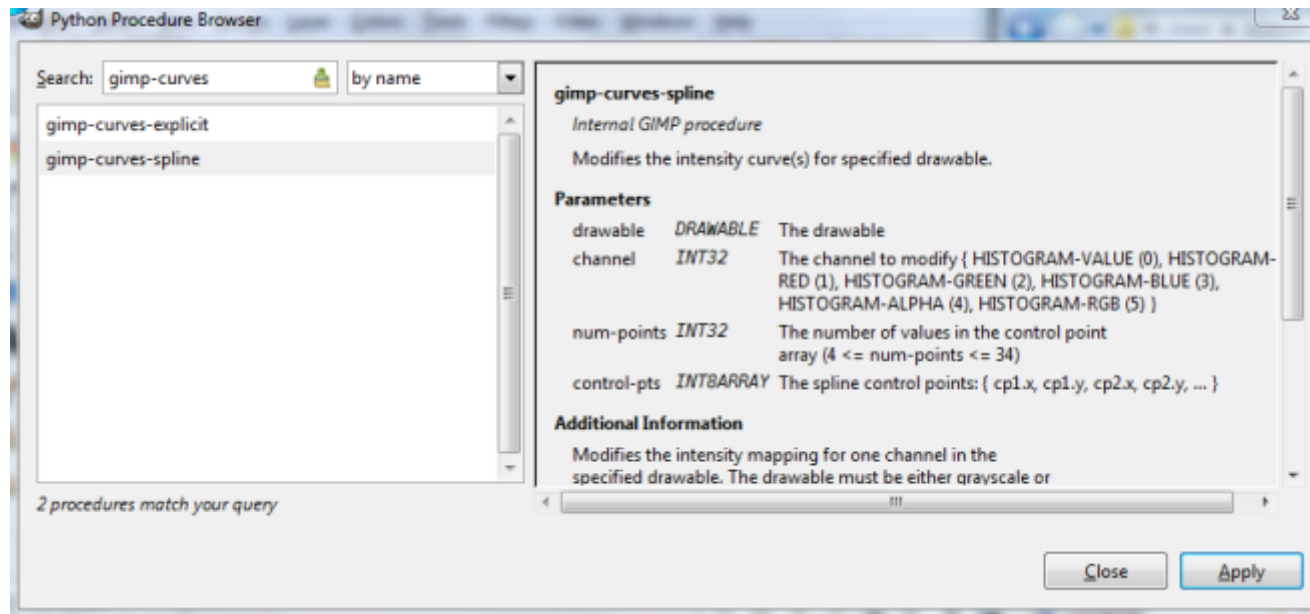 Python Procedure Browser
Search: gimp-curves by name
gimp-curves-explicit
gimp-curves-spline
2 procedures match your query
gimp-curves-spline
Internal GIMP procedure
Modifies the intensity curve(s) for specified drawable.
Parameters
drawable DRAWABLE The drawable
channel INT32 The channel to modify { HISTOGRAM-VALUE (0), HISTOGRAM-
RED (1), HISTOGRAM-GREEN (2), HISTOGRAM-BLUE (3),
HISTOGRAM-ALPHA (4), HISTOGRAM-RGB (5) }
num-points INT32 The number of values in the control point
array (4 <= num-points <= 34)
control-pts INT8ARRAY The spline control points: { cp1.x, cp1.y, cp2.x, cp2.y, ... }
Additional Information
Modifies the intensity mapping for one channel in the
specified drawable. The drawable must be either grayscale or
Close Apply